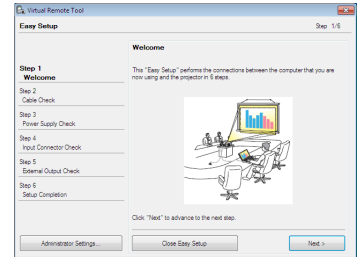 Virtual Remote Tool
Easy Setup
Step 1/6
Welcome
Step 1
Welcome
Step 2
Cable Check
Step 3
Power Supply Check
Step 4
Input Connector Check
Step 5
External Output Check
Step 6
Setup Completion
This "Easy Setup" performs the connections between the computer that you are
now using and the projector in 6 steps.
Click "Next" to advance to the next step.
Administrator Settings...
Close Easy Setup
Next >